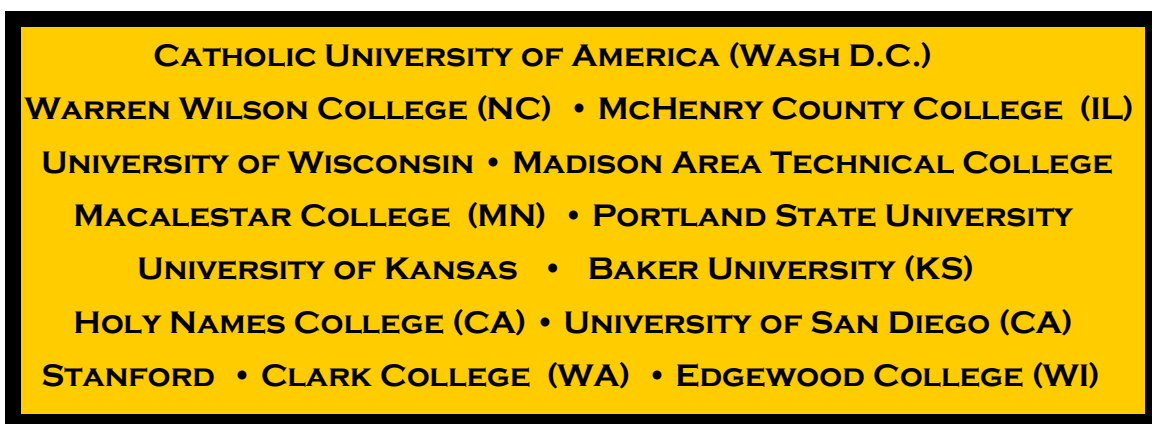 Catholic University of America (Wash D.C.)
Warren Wilson College (NC) • McHenry County College (IL)
University of Wisconsin • Madison Area Technical College
Macalestar College (MN) • Portland State University
University of Kansas • Baker University (KS)
Holy Names College (CA) • University of San Diego (CA)
Stanford • Clark College (WA) • Edgewood College (WI)